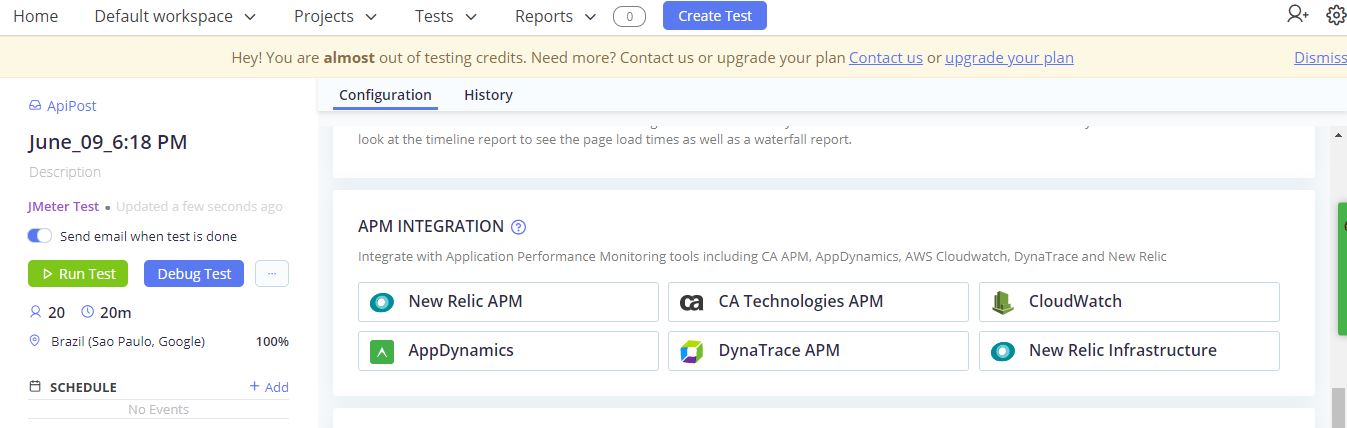 Home Default workspace Projects Tests Reports 0 Create Test
Hey! You are almost out of testing credits. Need more? Contact us or upgrade your plan Contact us or upgrade your plan Dismiss
ApiPost
June_09_6:18 PM
Description
JMeter Test • Updated a few seconds ago
Send email when test is done
Run Test Debug Test ...
20 20m
Brazil (Sao Paulo, Google) 100%
SCHEDULE + Add
No Events
Configuration History
look at the timeline report to see the page load times as well as a waterfall report.
APM INTEGRATION ?
Integrate with Application Performance Monitoring tools including CA APM, AppDynamics, AWS Cloudwatch, DynaTrace and New Relic
New Relic APM ca CA Technologies APM CloudWatch
AppDynamics DynaTrace APM New Relic Infrastructure